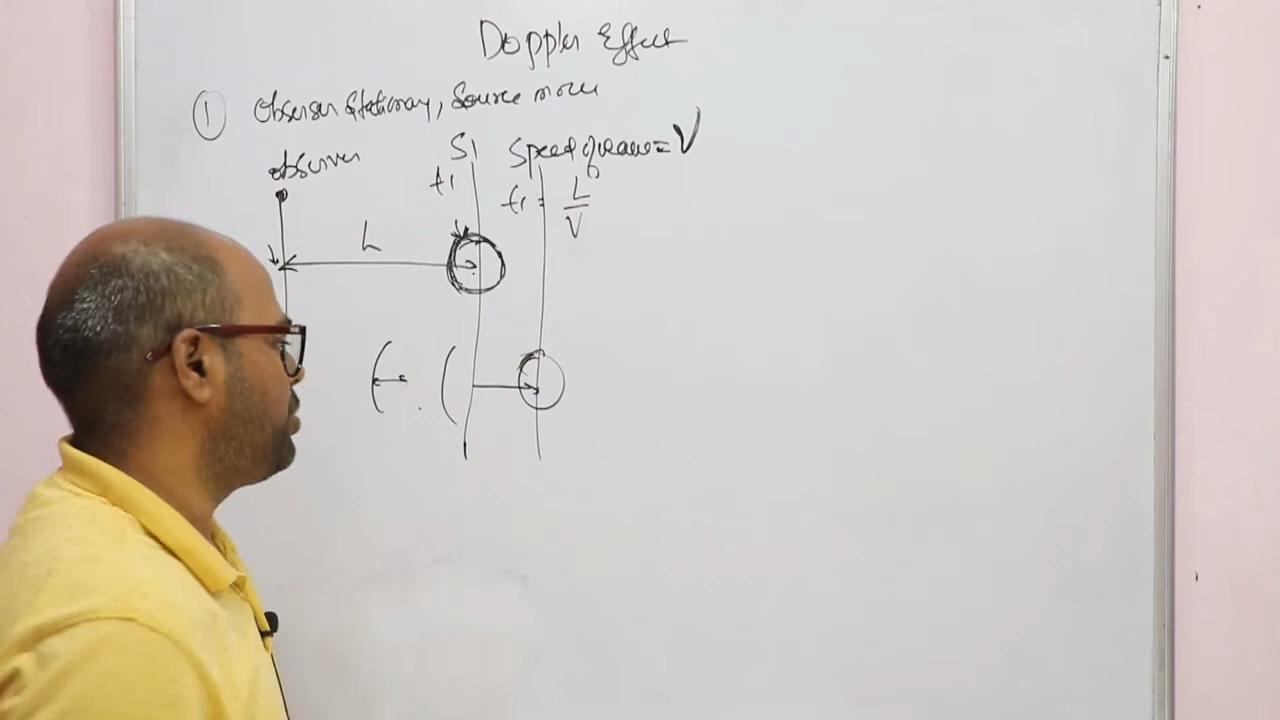 Doppler Effect
① Observer Stationary, Source move
observer S1 Speed of wave = V
t1 t1 = L/V
L